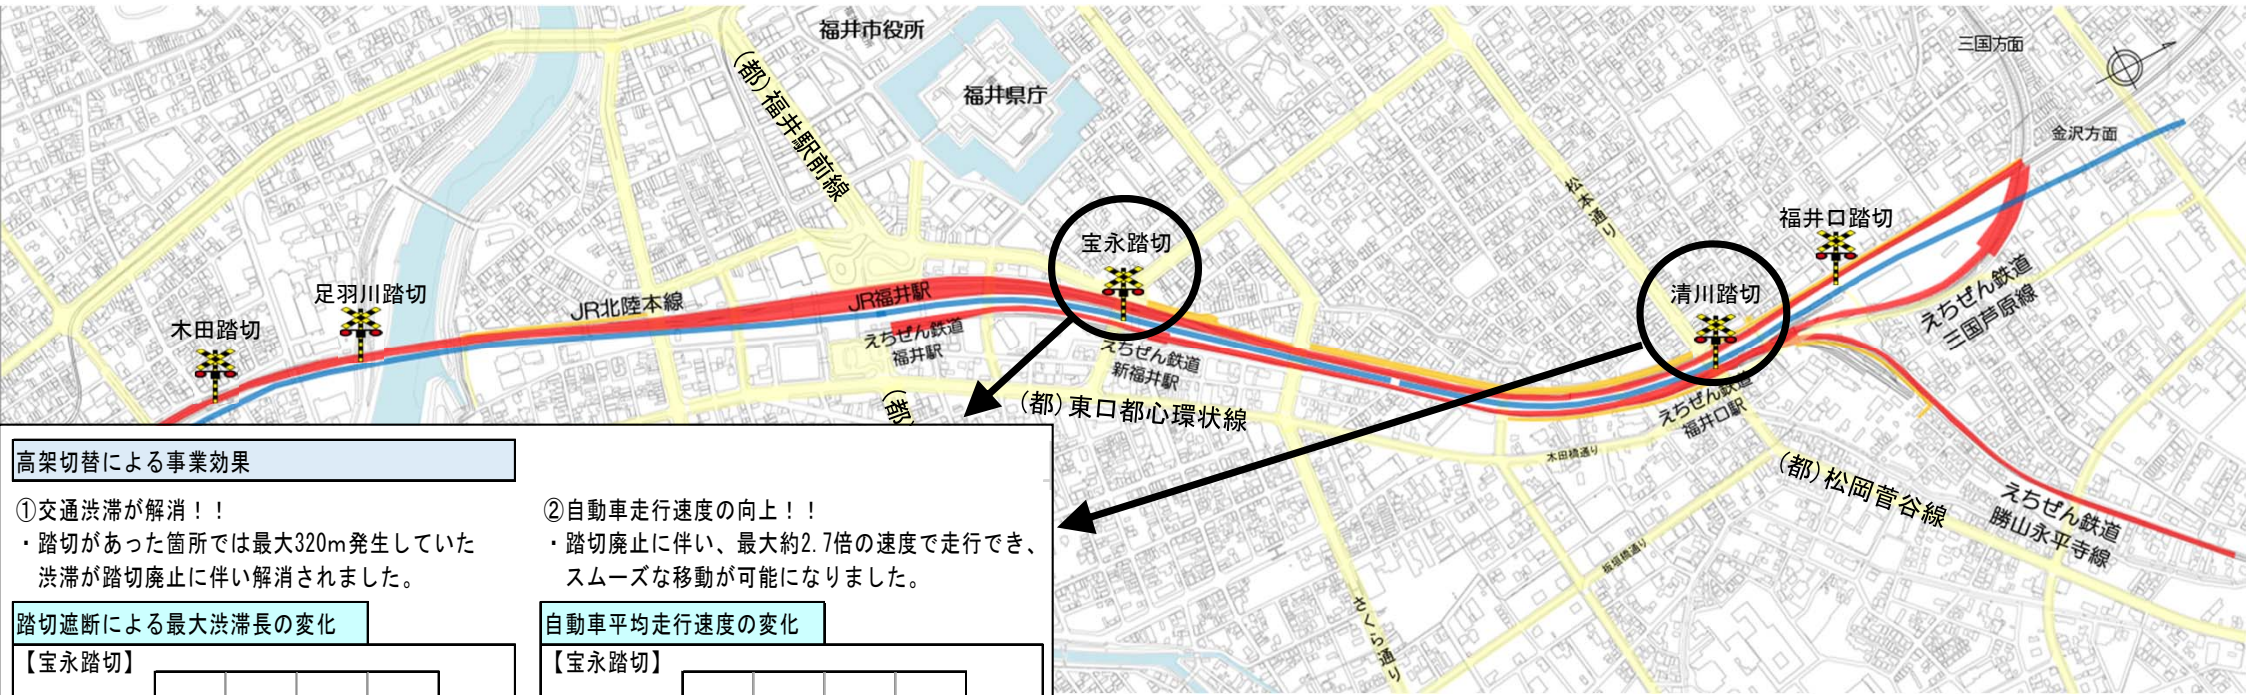 福井市役所
福井県庁
(都)福井駅前線
三国方面
金沢方面
松本通り
福井口踏切
宝永踏切
清川踏切
足羽川踏切
木田踏切
JR北陸本線
JR福井駅
えちぜん鉄道
福井駅
えちぜん鉄道
新福井駅
えちぜん鉄道
三国芦原線
えちぜん鉄道
福井口駅
(都)
(都)東口都心環状線
木田橋通り
(都)松岡菅谷線
板垣橋通り
さくら通り
えちぜん鉄道
勝山永平寺線
高架切替による事業効果
①交通渋滞が解消！！
・踏切があった箇所では最大320m発生していた
渋滞が踏切廃止に伴い解消されました。
②自動車走行速度の向上！！
・踏切廃止に伴い、最大約2.7倍の速度で走行でき、
スムーズな移動が可能になりました。
踏切遮断による最大渋滞長の変化
【宝永踏切】
自動車平均走行速度の変化
【宝永踏切】